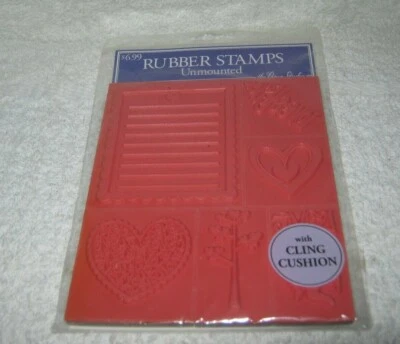 $6.99
RUBBER STAMPS
Unmounted
with
CLING
CUSHION